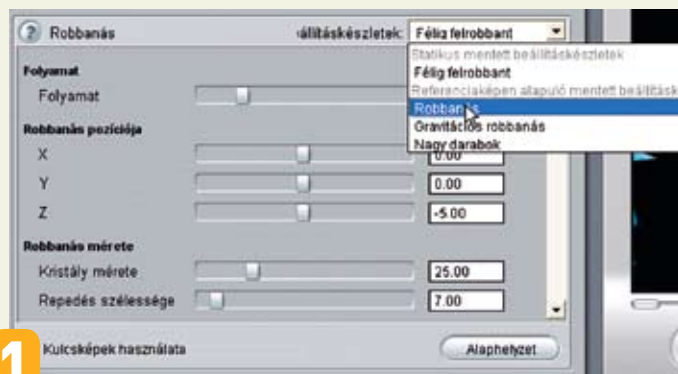 Robbanás
állításkészletek: Félig felrobbant
Statikus mentett beállításkészletek
Félig felrobbant
Referenciaképen alapuló mentett beállítás
Robbanás
Gravitációs robbanás
Nagy darabok
Folyamat
Folyamat
Robbanás pozíciója
X 0.00
Y 0.00
Z -5.00
Robbanás mérete
Kristály mérete 25.00
Repedés szélessége 7.00
1
Kulcsképek használata
Alaphelyzet